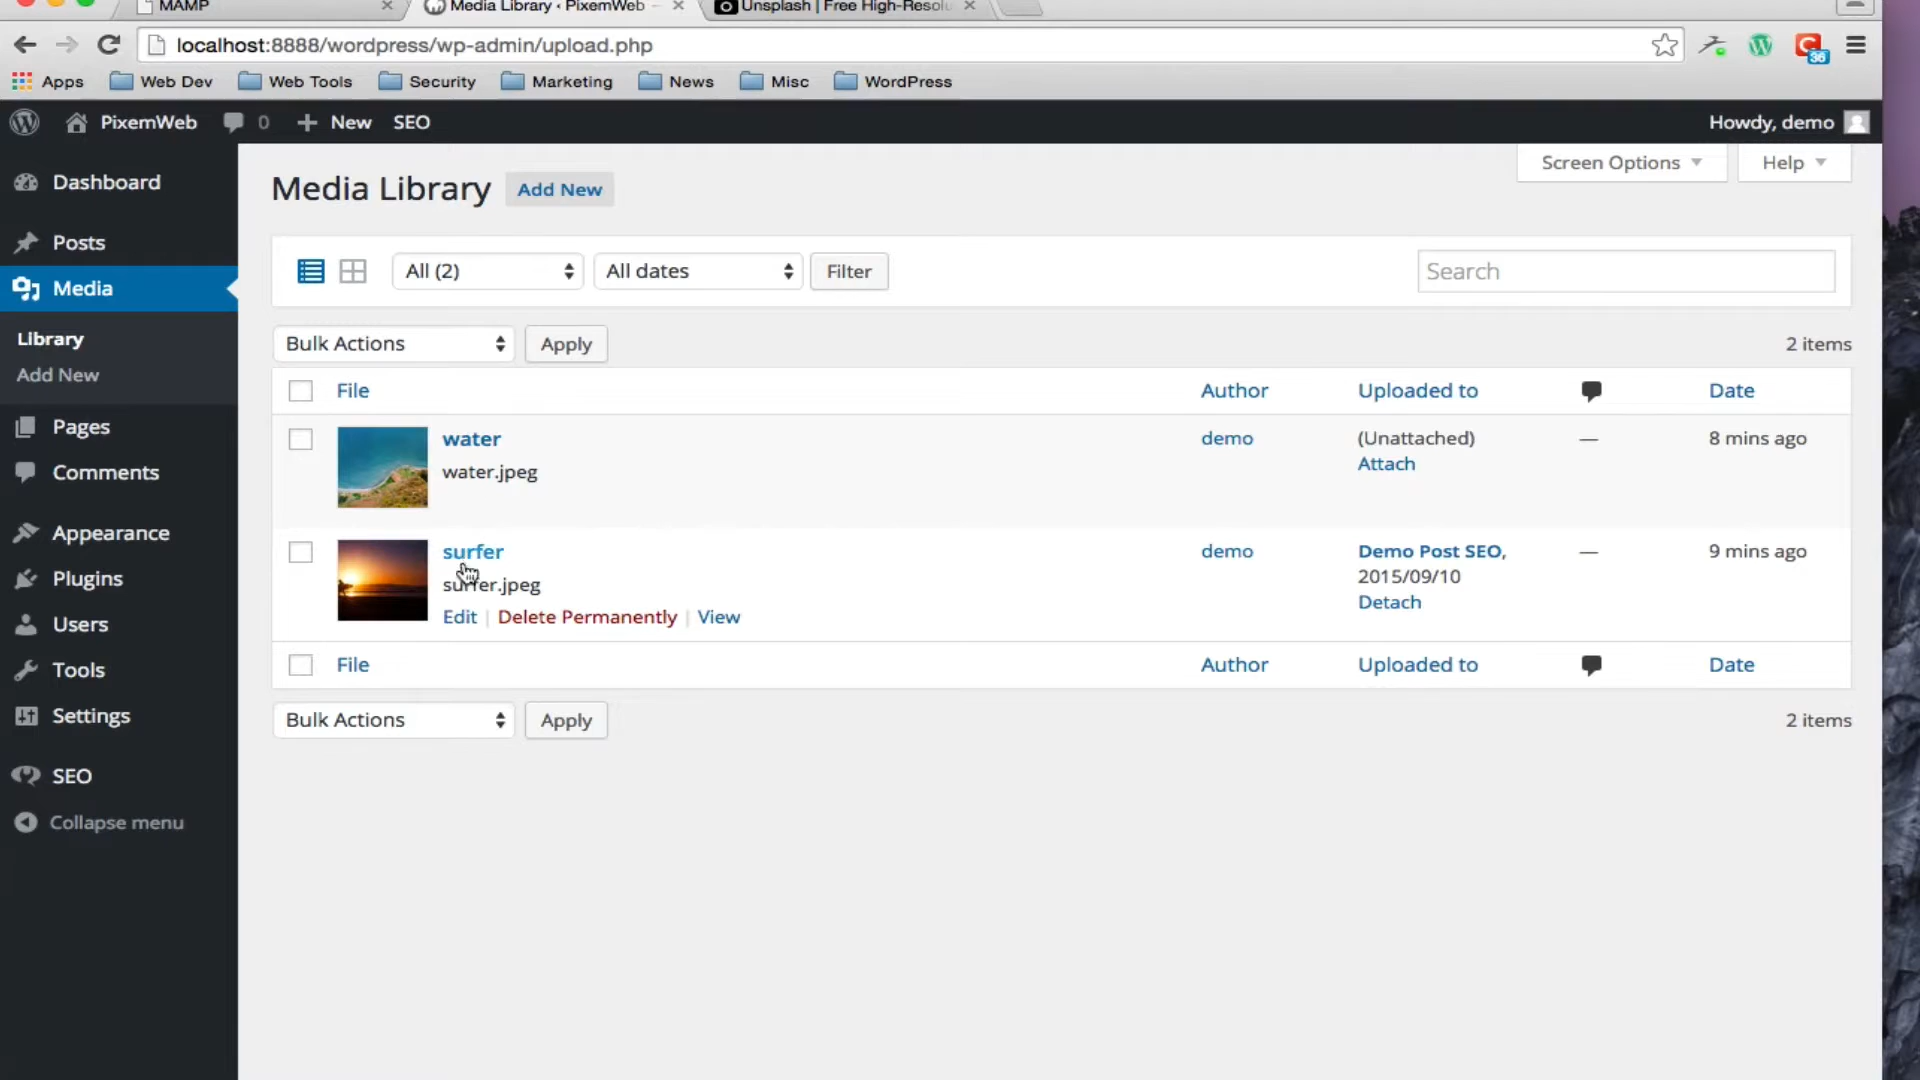 MAMP
Media Library ‹ PixemWeb —
Unsplash | Free High-Resolu
localhost:8888/wordpress/wp-admin/upload.php
36
Apps Web Dev Web Tools Security Marketing News Misc WordPress
PixemWeb 0 + New SEO Howdy, demo
Screen Options Help
Dashboard
Posts
Media
Library
Add New
Pages
Comments
Appearance
Plugins
Users
Tools
Settings
SEO
Collapse menu
Media Library Add New
All (2) All dates Filter Search
Bulk Actions Apply 2 items
File Author Uploaded to Date
water demo (Unattached) — 8 mins ago
water.jpeg Attach
surfer demo Demo Post SEO, — 9 mins ago
surfer.jpeg 2015/09/10
Edit | Delete Permanently | View Detach
File Author Uploaded to Date
Bulk Actions Apply 2 items